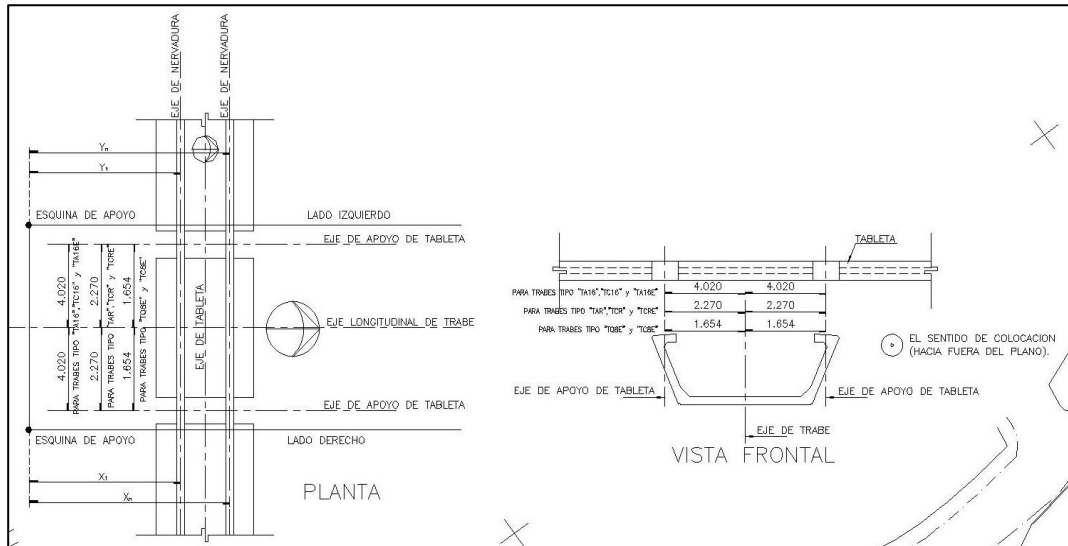 EJE DE NERVADURA
EJE DE NERVADURA
Yn
Y1
ESQUINA DE APOYO
LADO IZQUIERDO
EJE DE APOYO DE TABLETA
4.020
PARA TRABES TIPO "TA16","TC16" y "TA16E"
2.270
PARA TRABES TIPO "TAR","TCR" y "TCRE"
1.654
PARA TRABES TIPO "TQ8E" y "TC8E"
EJE DE TABLETA
EJE LONGITUDINAL DE TRABE
4.020
2.270
1.654
EJE DE APOYO DE TABLETA
ESQUINA DE APOYO
LADO DERECHO
X1
Xn
PLANTA
TABLETA
PARA TRABES TIPO "TA16","TC16" y "TA16E"
4.020
4.020
PARA TRABES TIPO "TAR","TCR" y "TCRE"
2.270
2.270
PARA TRABES TIPO "TQ8E" y "TC8E"
1.654
1.654
EL SENTIDO DE COLOCACION
(HACIA FUERA DEL PLANO).
EJE DE APOYO DE TABLETA
EJE DE APOYO DE TABLETA
EJE DE TRABE
VISTA FRONTAL